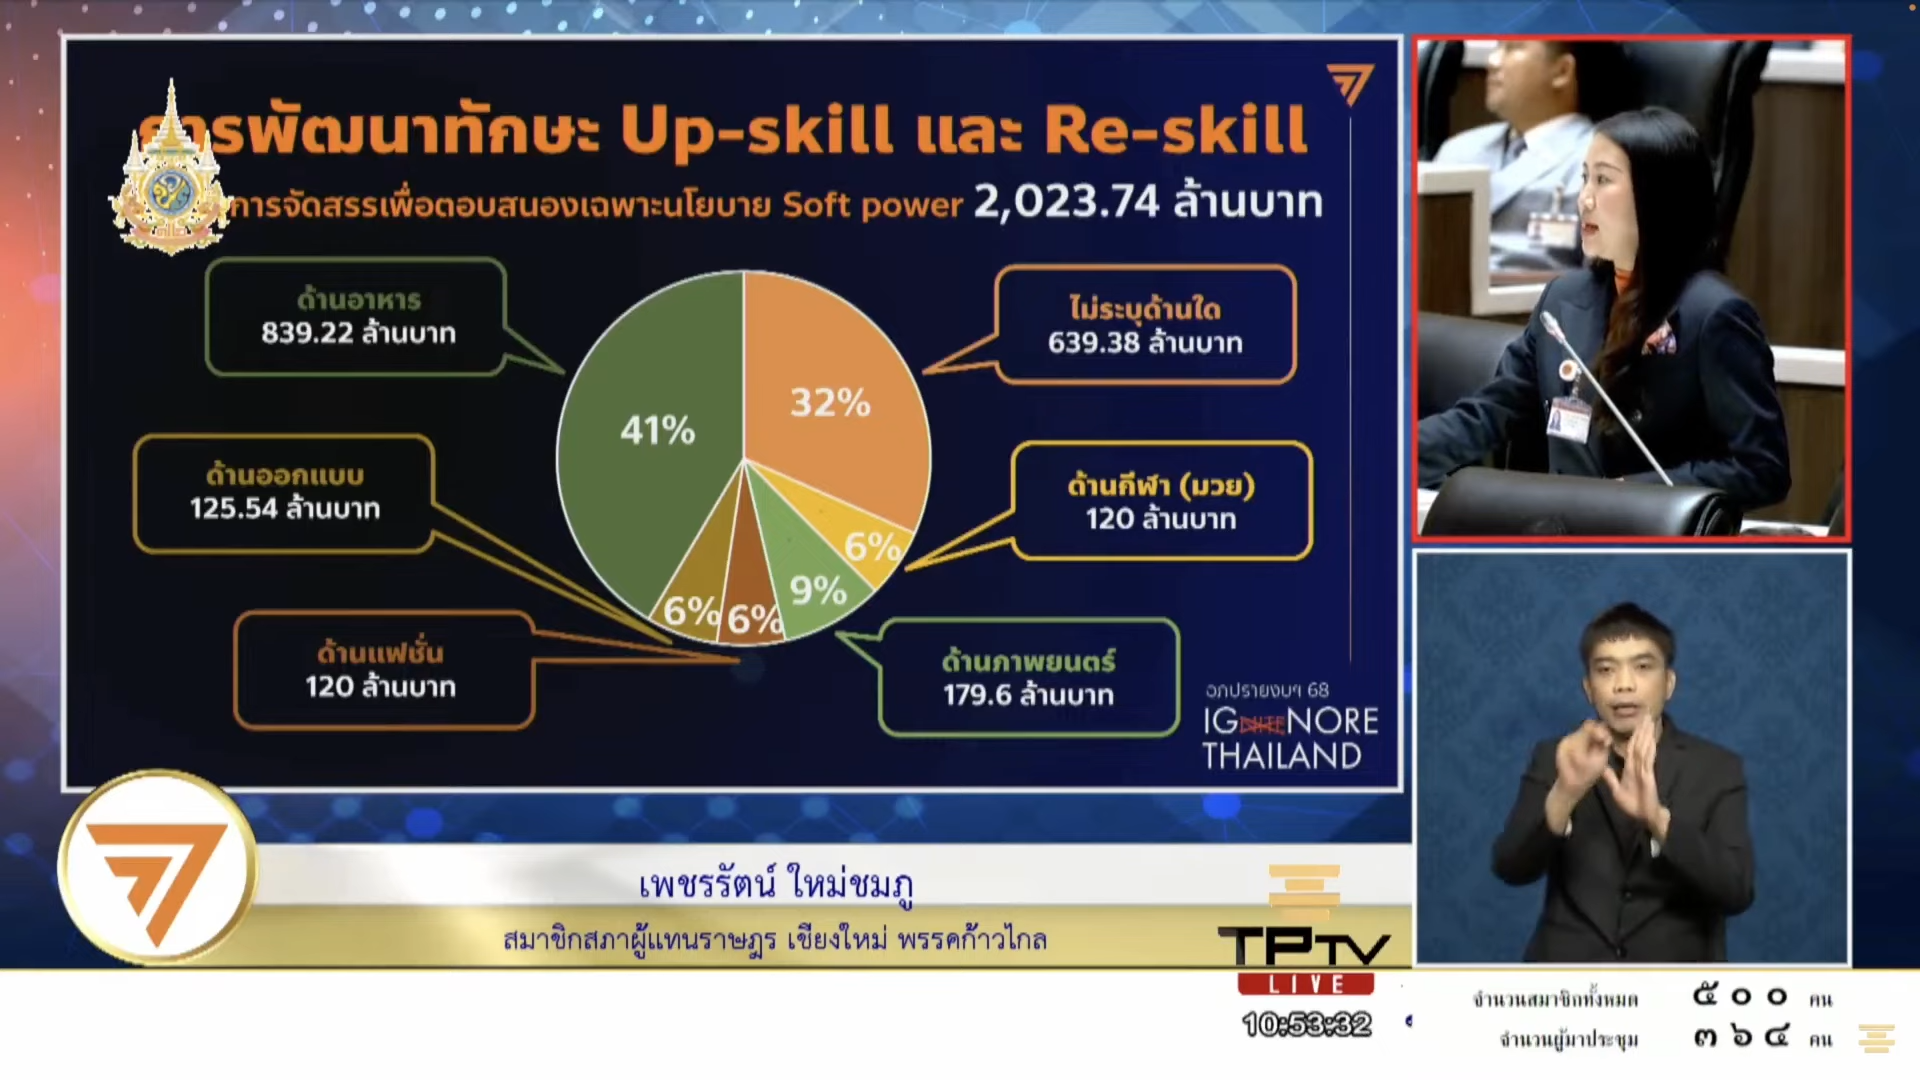 การพัฒนาทักษะ Up-skill และ Re-skill
การจัดสรรเพื่อตอบสนองเฉพาะนโยบาย Soft power 2,023.74 ล้านบาท
ด้านอาหาร
839.22 ล้านบาท
ไม่ระบุด้านใด
639.38 ล้านบาท
41%
32%
ด้านออกแบบ
125.54 ล้านบาท
ด้านกีฬา (มวย)
120 ล้านบาท
6%
9%
6%
6%
ด้านแฟชั่น
120 ล้านบาท
ด้านภาพยนตร์
179.6 ล้านบาท
อภิปรายงบฯ 68
IGNITENORE
THAILAND
เพชรรัตน์ ใหม่ชมภู
สมาชิกสภาผู้แทนราษฎร เชียงใหม่ พรรคก้าวไกล
TPTV
LIVE
10:53:32
จำนวนสมาชิกทั้งหมด ๕๐๐ คน
จำนวนผู้มาประชุม ๓๖๔ คน